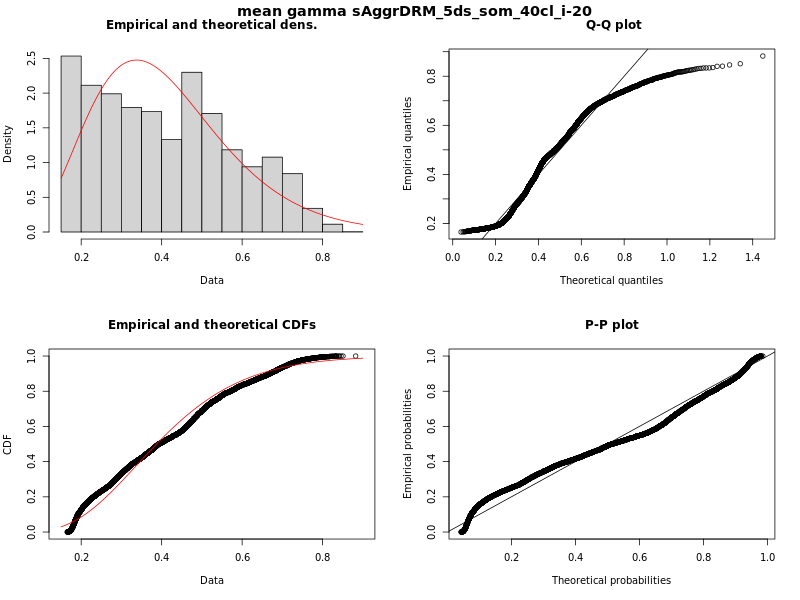 mean gamma sAggrDRM_5ds_som_40cl_i-20
Empirical and theoretical dens.
Density
0.0 0.5 1.0 1.5 2.0 2.5
0.2 0.4 0.6 0.8
Data
Q-Q plot
Empirical quantiles
0.2 0.4 0.6 0.8
0.0 0.2 0.4 0.6 0.8 1.0 1.2 1.4
Theoretical quantiles
Empirical and theoretical CDFs
CDF
0.0 0.2 0.4 0.6 0.8 1.0
0.2 0.4 0.6 0.8
Data
P-P plot
Empirical probabilities
0.0 0.2 0.4 0.6 0.8 1.0
0.2 0.4 0.6 0.8 1.0
Theoretical probabilities